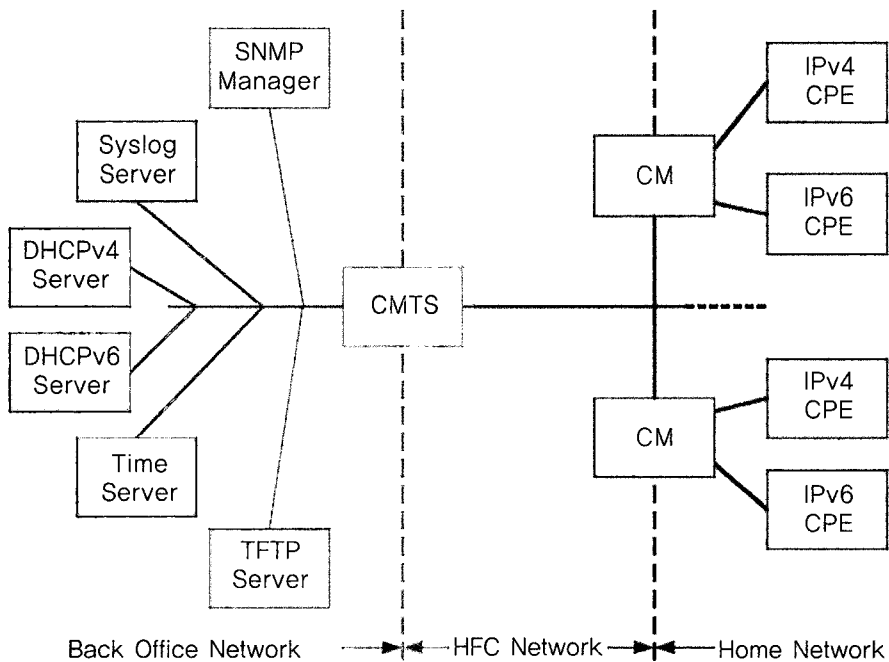 SNMP
Manager
Syslog
Server
DHCPv4
Server
DHCPv6
Server
Time
Server
TFTP
Server
CMTS
CM
CM
IPv4
CPE
IPv6
CPE
IPv4
CPE
IPv6
CPE
Back Office Network
HFC Network
Home Network